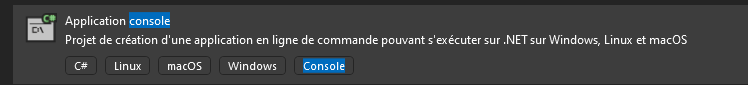 C#
Application console
Projet de création d'une application en ligne de commande pouvant s'exécuter sur .NET sur Windows, Linux et macOS
C# Linux macOS Windows Console